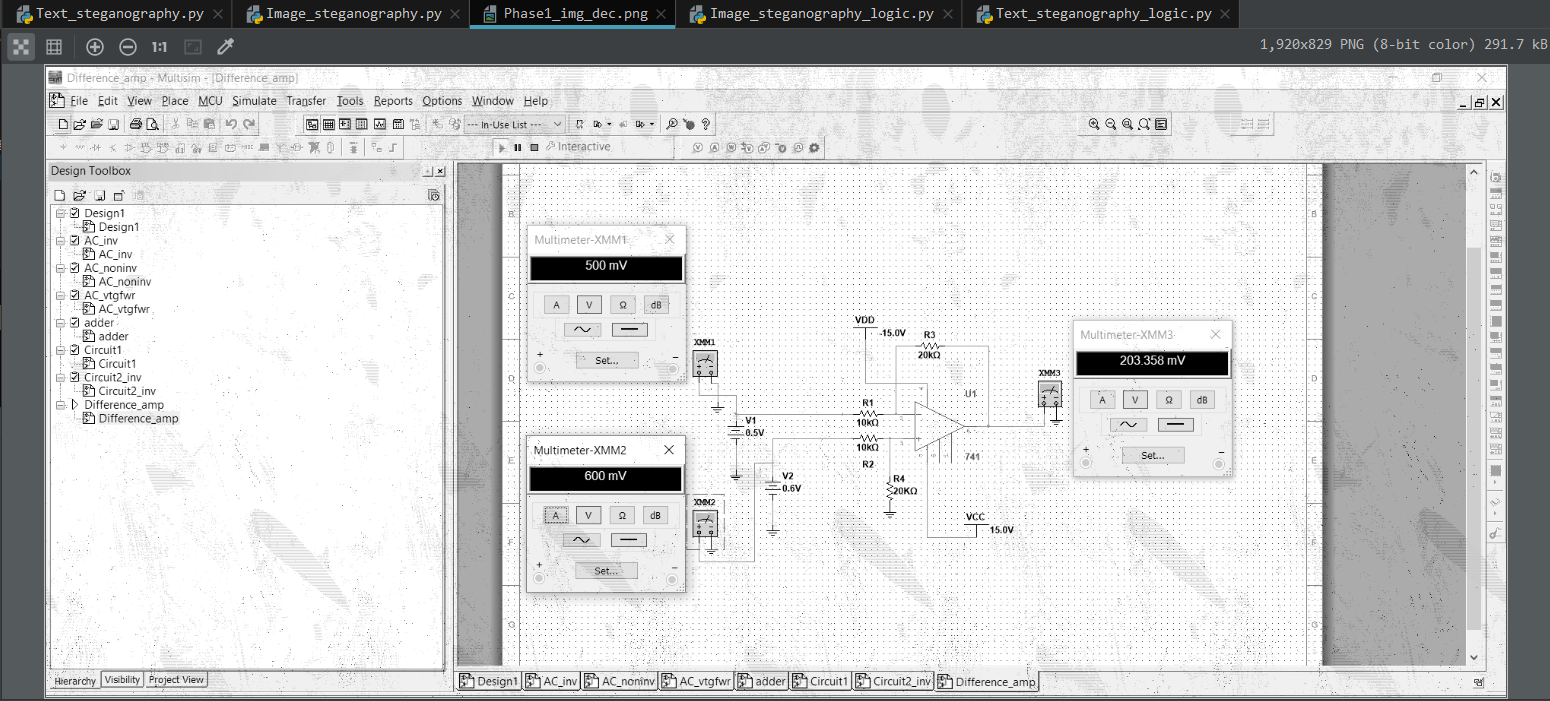 Text_steganography.py Image_steganography.py Phase1_img_dec.png Image_steganography_logic.py Text_steganography_logic.py
1:1 1,920x829 PNG (8-bit color) 291.7 kB
Difference_amp - Multisim - [Difference_amp]
File Edit View Place MCU Simulate Transfer Tools Reports Options Window Help
--- In-Use List ---
Interactive
Design Toolbox
Design1
Design1
AC_inv
AC_inv
AC_noninv
AC_noninv
AC_vtgfwr
AC_vtgfwr
adder
adder
Circuit1
Circuit1
Circuit2_inv
Circuit2_inv
Difference_amp
Difference_amp
Hierarchy Visibility Project View
Multimeter-XMM1
500 mV
A V Ω dB
+ −
Set...
Multimeter-XMM2
600 mV
A V Ω dB
+ −
Set...
XMM1
XMM2
V1
0.5V
V2
0.6V
VDD
-15.0V
R3
20kΩ
R1
10kΩ
10kΩ
R2
R4
20KΩ
U1
741
VCC
15.0V
XMM3
Multimeter-XMM3
203.358 mV
A V Ω dB
+ −
Set...
B
C
D
E
F
G
B
C
D
E
F
G
Design1 AC_inv AC_noninv AC_vtgfwr adder Circuit1 Circuit2_inv Difference_amp